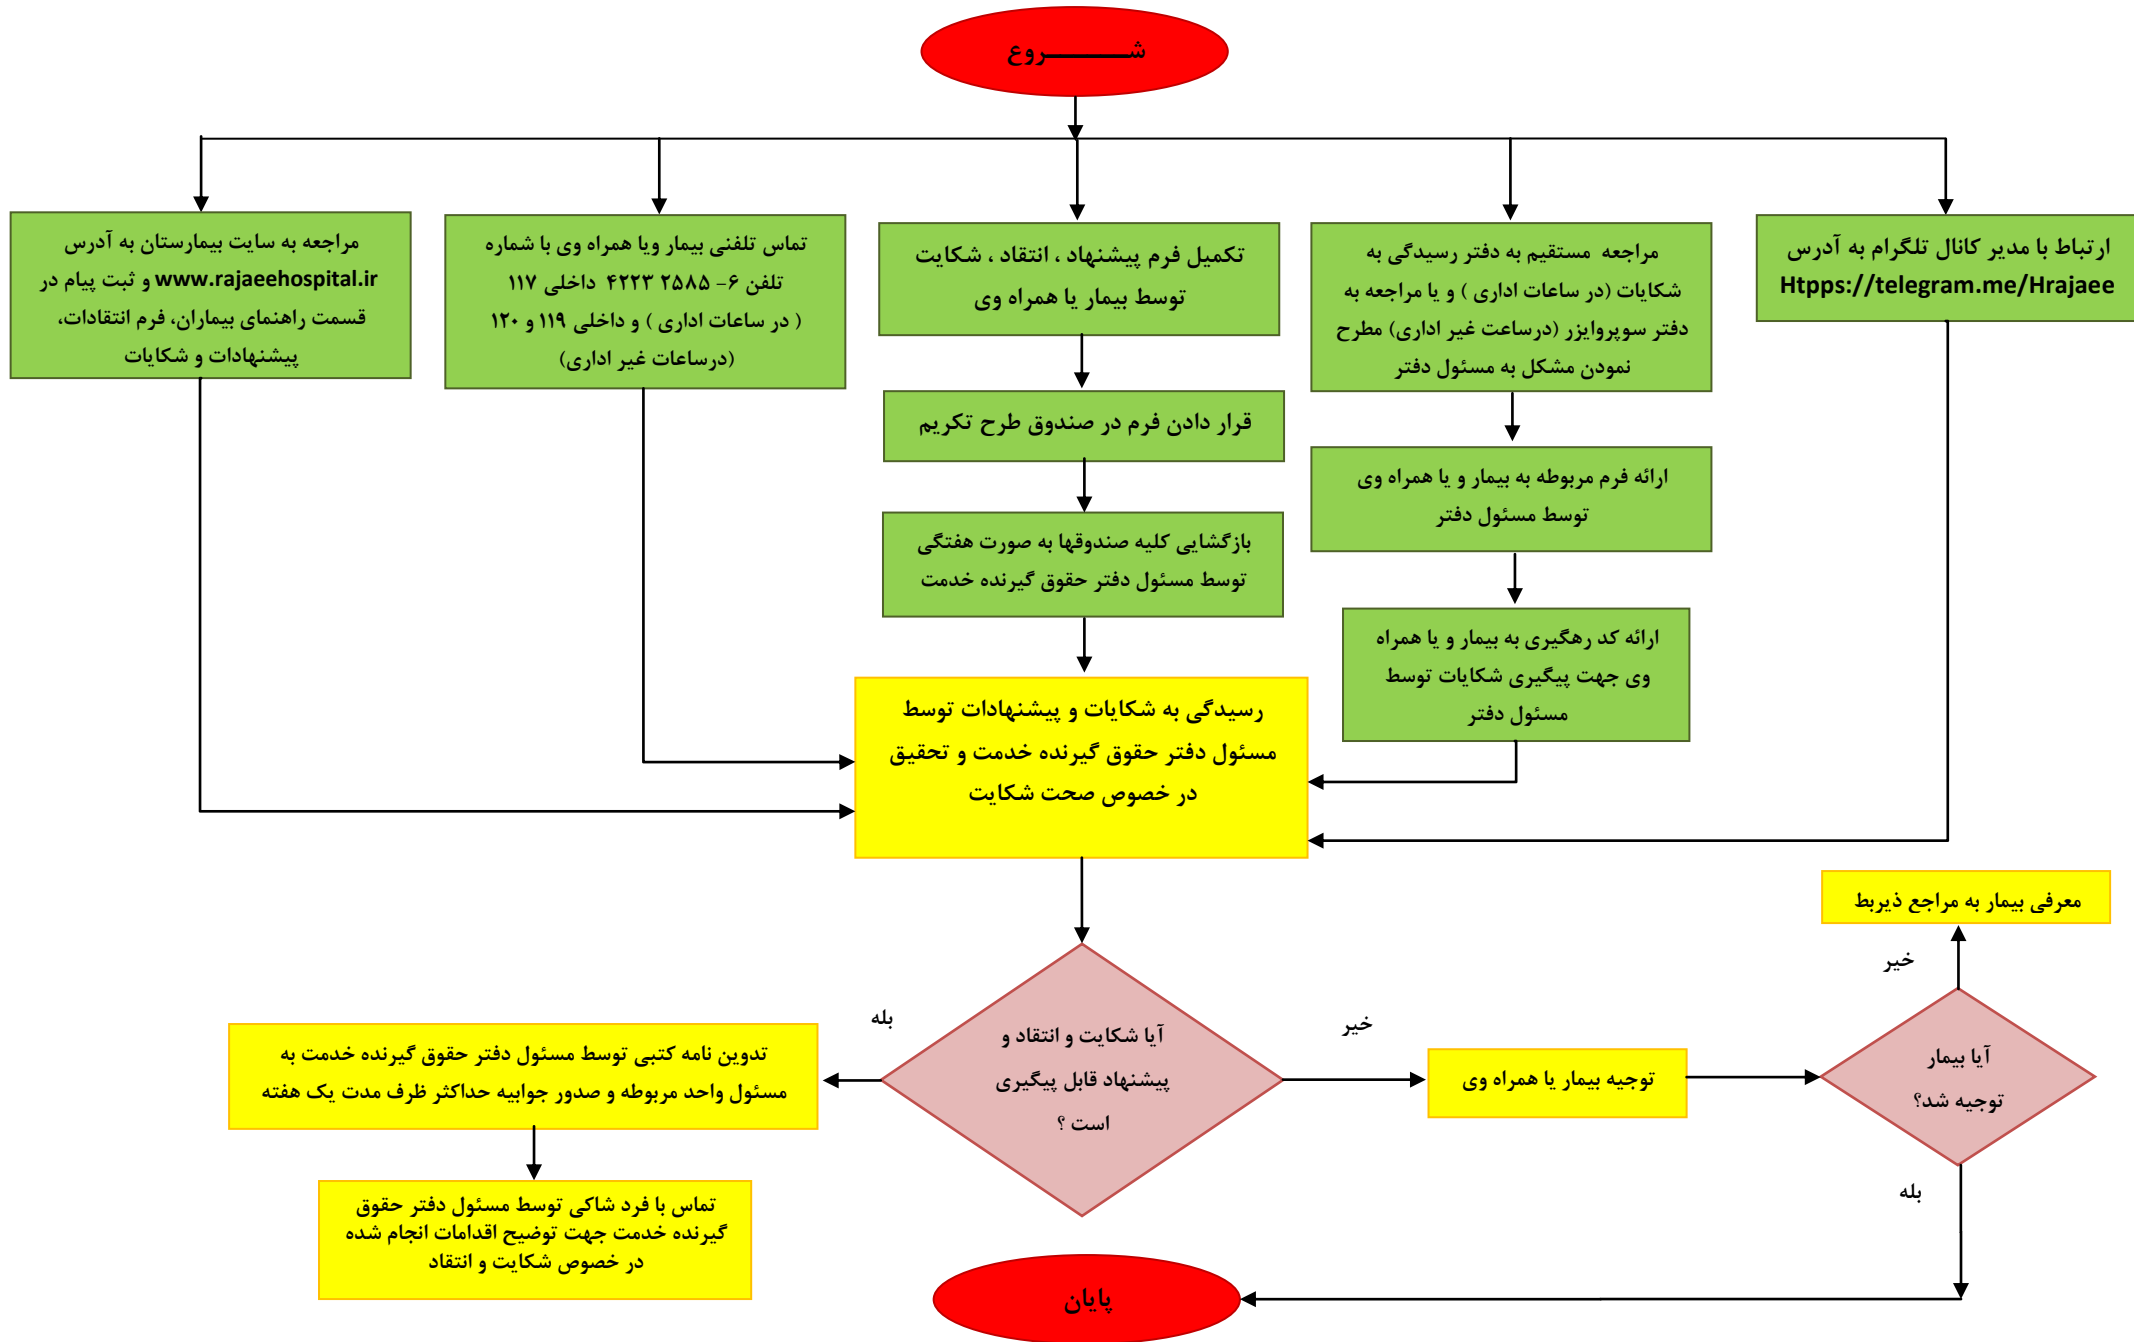 شـــــــــــروع
ارتباط با مدیر کانال تلگرام به آدرس
Htpps://telegram.me/Hrajaee
مراجعه مستقیم به دفتر رسیدگی به
شکایات (در ساعات اداری ) و یا مراجعه به
دفتر سوپروایزر (درساعت غیر اداری) مطرح
نمودن مشکل به مسئول دفتر
تکمیل فرم پیشنهاد ، انتقاد ، شکایت
توسط بیمار یا همراه وی
تماس تلفنی بیمار ویا همراه وی با شماره
تلفن ۶- ۲۵۸۵ ۴۲۲۳ داخلی ۱۱۷
( در ساعات اداری ) و داخلی ۱۱۹ و ۱۲۰
(درساعات غیر اداری)
مراجعه به سایت بیمارستان به آدرس
www.rajaeehospital.ir و ثبت پیام در
قسمت راهنمای بیماران، فرم انتقادات،
پیشنهادات و شکایات
قرار دادن فرم در صندوق طرح تکریم
ارائه فرم مربوطه به بیمار و یا همراه وی
توسط مسئول دفتر
بازگشایی کلیه صندوقها به صورت هفتگی
توسط مسئول دفتر حقوق گیرنده خدمت
ارائه کد رهگیری به بیمار و یا همراه
وی جهت پیگیری شکایات توسط
مسئول دفتر
رسیدگی به شکایات و پیشنهادات توسط
مسئول دفتر حقوق گیرنده خدمت و تحقیق
در خصوص صحت شکایت
معرفی بیمار به مراجع ذیربط
خیر
آیا شکایت و انتقاد و
پیشنهاد قابل پیگیری
است ؟
خیر
بله
توجیه بیمار یا همراه وی
آیا بیمار
توجیه شد؟
بله
تدوین نامه کتبی توسط مسئول دفتر حقوق گیرنده خدمت به
مسئول واحد مربوطه و صدور جوابیه حداکثر ظرف مدت یک هفته
تماس با فرد شاکی توسط مسئول دفتر حقوق
گیرنده خدمت جهت توضیح اقدامات انجام شده
در خصوص شکایت و انتقاد
پایان